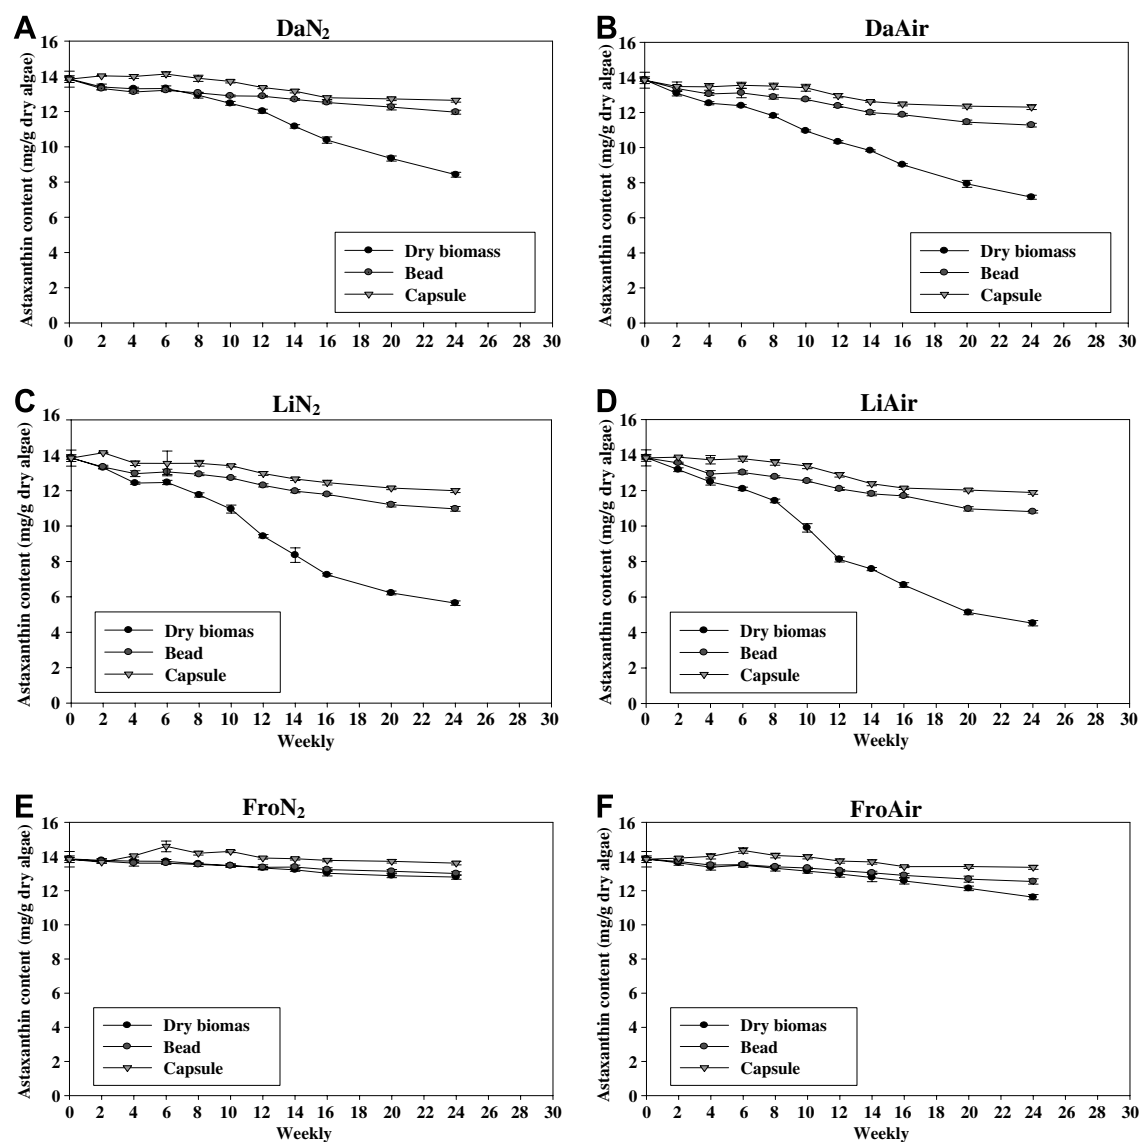 A
DaN₂
Astaxanthin content (mg/g dry algae)
16
14
12
10
8
6
4
2
0
Dry biomass
Bead
Capsule
0 2 4 6 8 10 12 14 16 18 20 22 24 26 28 30
B
DaAir
Astaxanthin content (mg/g dry algae)
16
14
12
10
8
6
4
2
0
Dry biomass
Bead
Capsule
0 2 4 6 8 10 12 14 16 18 20 22 24 26 28 30
C
LiN₂
Astaxanthin content (mg/g dry algae)
16
14
12
10
8
6
4
2
0
Dry biomas
Bead
Capsule
0 2 4 6 8 10 12 14 16 18 20 22 24 26 28 30
Weekly
D
LiAir
Astaxanthin content (mg/g dry algae)
16
14
12
10
8
6
4
2
0
Dry biomas
Bead
Capsule
0 2 4 6 8 10 12 14 16 18 20 22 24 26 28 30
Weekly
E
FroN₂
Astaxanthin content (mg/g dry algae)
16
14
12
10
8
6
4
2
0
Dry biomas
Bead
Capsule
0 2 4 6 8 10 12 14 16 18 20 22 24 26 28 30
Weekly
F
FroAir
Astaxanthin content (mg/g dry algae)
16
14
12
10
8
6
4
2
0
Dry biomas
Bead
Capsule
0 2 4 6 8 10 12 14 16 18 20 22 24 26 28 30
Weekly